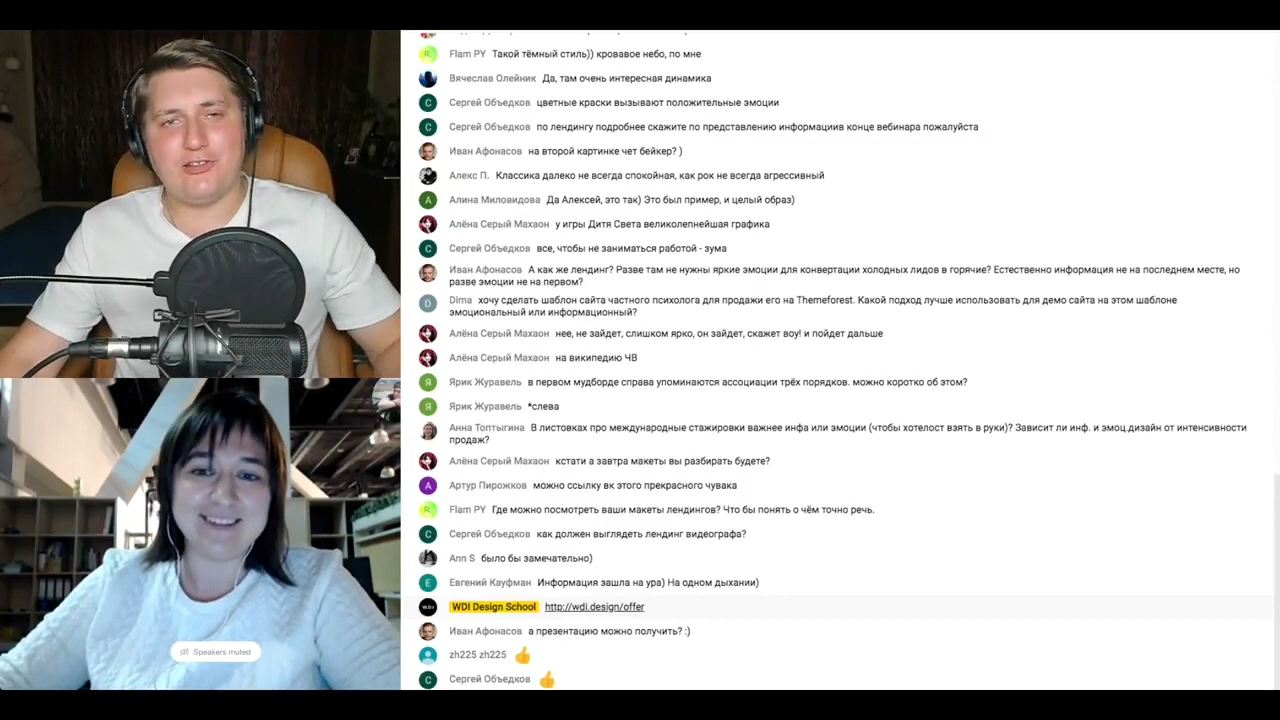 Flam PY Такой тёмный стиль)) кровавое небо, по мне
Вячеслав Олейник Да, там очень интересная динамика
Сергей Объедков цветные краски вызывают положительные эмоции
Сергей Объедков по лендингу подробнее скажите по представлению информациив конце вебинара пожалуйста
Иван Афонасов на второй картинке чет бейкер? )
Алекс П. Классика далеко не всегда спокойная, как рок не всегда агрессивный
Алина Миловидова Да Алексей, это так) Это был пример, и целый образ)
Алёна Серый Махаон у игры Дитя Света великолепнейшая графика
Сергей Объедков все, чтобы не заниматься работой - зума
Иван Афонасов А как же лендинг? Разве там не нужны яркие эмоции для конвертации холодных лидов в горячие? Естественно информация не на последнем месте, но
разве эмоции не на первом?
Dima хочу сделать шаблон сайта частного психолога для продажи его на Themeforest. Какой подход лучше использовать для демо сайта на этом шаблоне
эмоциональный или информационный?
Алёна Серый Махаон нее, не зайдет, слишком ярко, он зайдет, скажет воу! и пойдет дальше
Алёна Серый Махаон на википедию ЧВ
Ярик Журавель в первом мудборде справа упоминаются ассоциации трёх порядков. можно коротко об этом?
Ярик Журавель *слева
Анна Топтыгина В листовках про международные стажировки важнее инфа или эмоции (чтобы хотелост взять в руки)? Зависит ли инф. и эмоц.дизайн от интенсивности
продаж?
Алёна Серый Махаон кстати а завтра макеты вы разбирать будете?
Артур Пирожков можно ссылку вк этого прекрасного чувака
Flam PY Где можно посмотреть ваши макеты лендингов? Что бы понять о чём точно речь.
Сергей Объедков как должен выглядеть лендинг видеографа?
Ann S было бы замечательно)
Евгений Кауфман Информация зашла на ура) На одном дыхании)
WDI Design School http://wdi.design/offer
Иван Афонасов а презентацию можно получить? :)
zh225 zh225 👍
Сергей Объедков 👍
Speakers muted